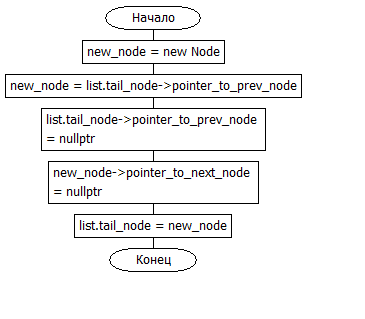 Начало
new_node = new Node
new_node = list.tail_node->pointer_to_prev_node
list.tail_node->pointer_to_prev_node
= nullptr
new_node->pointer_to_next_node
= nullptr
list.tail_node = new_node
Конец